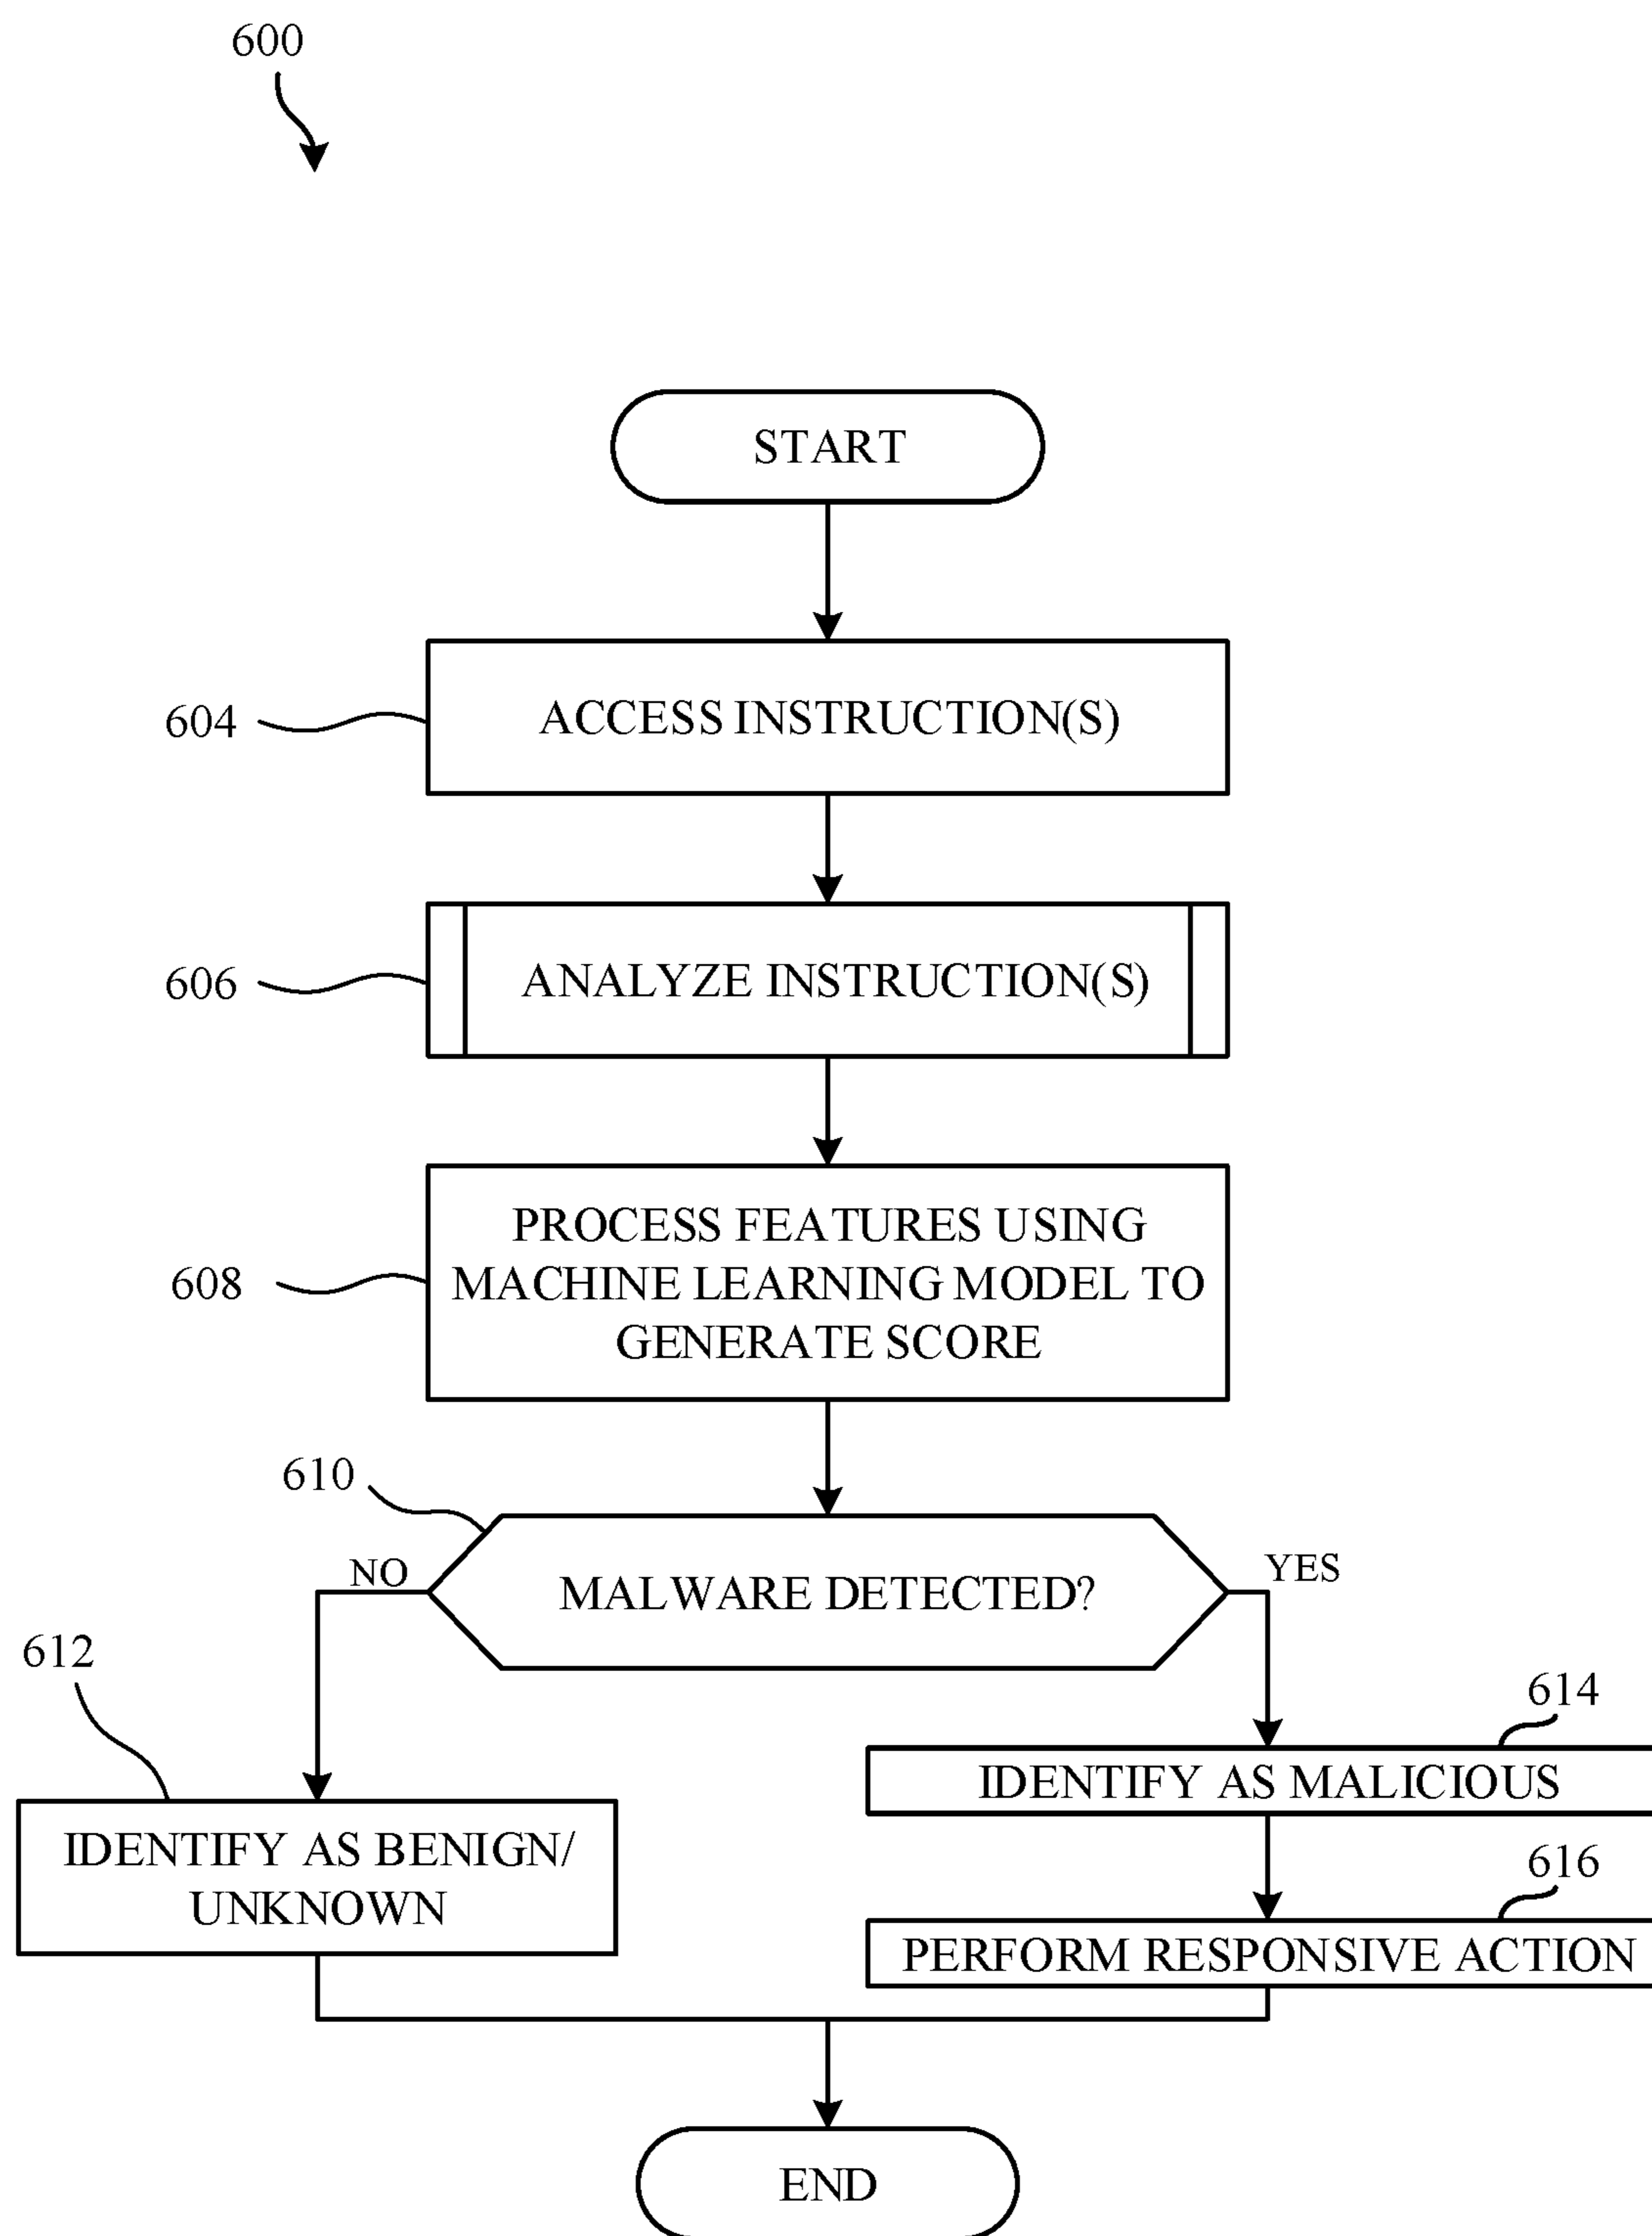 600
START
604
ACCESS INSTRUCTION(S)
606
ANALYZE INSTRUCTION(S)
608
PROCESS FEATURES USING
MACHINE LEARNING MODEL TO
GENERATE SCORE
610
NO
MALWARE DETECTED?
YES
612
IDENTIFY AS BENIGN/
UNKNOWN
614
IDENTIFY AS MALICIOUS
616
PERFORM RESPONSIVE ACTION
END